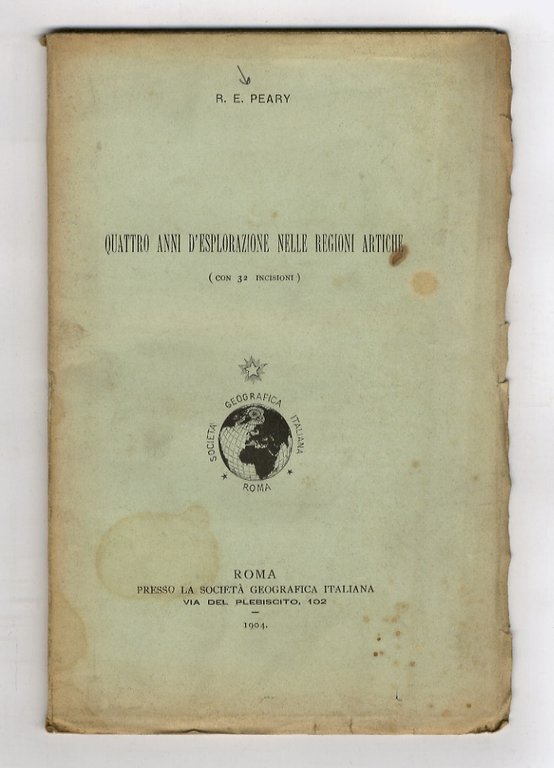 R. E. PEARY
QUATTRO ANNI D'ESPLORAZIONE NELLE REGIONI ARTICHE
( CON 32 INCISIONI )
SOCIETÀ GEOGRAFICA ITALIANA
ROMA
ROMA
PRESSO LA SOCIETÀ GEOGRAFICA ITALIANA
VIA DEL PLEBISCITO, 102
—
1904.